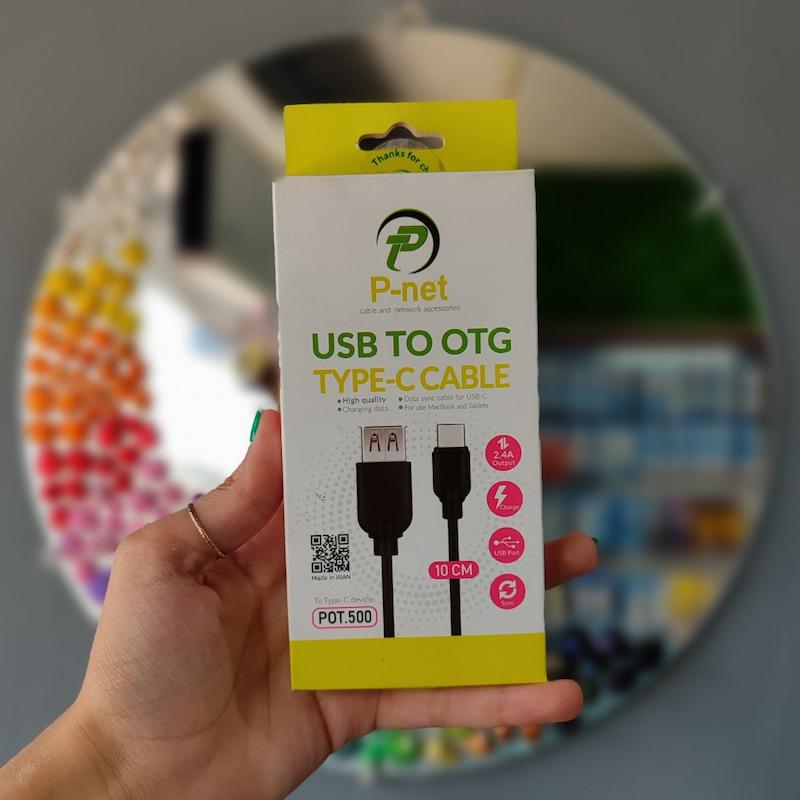 Thanks for ch
P-net
cable and network accessories
USB TO OTG
TYPE-C CABLE
High quality
Data sync cable for USB-C
Charging data
For use MacBook and Tablets
2.4A
Output
Charge
USB Port
10 CM
Sync
Made in IRAN
To Type-C device
POT.500